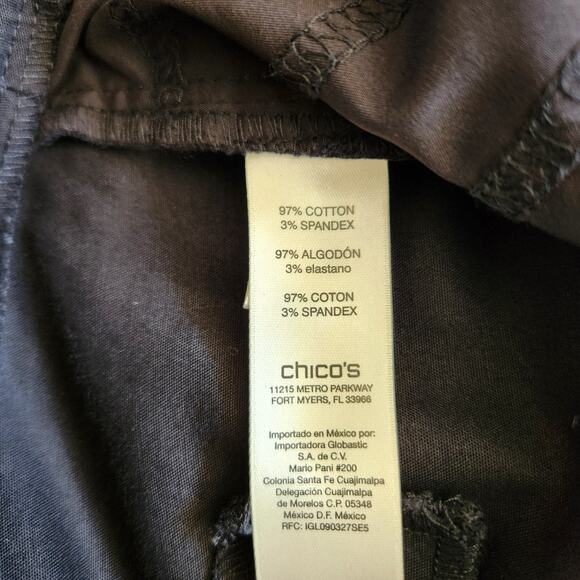 97% COTTON
3% SPANDEX
97% ALGODÓN
3% elastano
97% COTON
3% SPANDEX
chico's
11215 METRO PARKWAY
FORT MYERS, FL 33966
Importado en México por:
Importadora Globastic
S.A. de C.V.
Mario Pani #200
Colonia Santa Fe Cuajimalpa
Delegación Cuajimalpa
de Morelos C.P. 05348
México D.F. México
RFC: IGL090327SE5